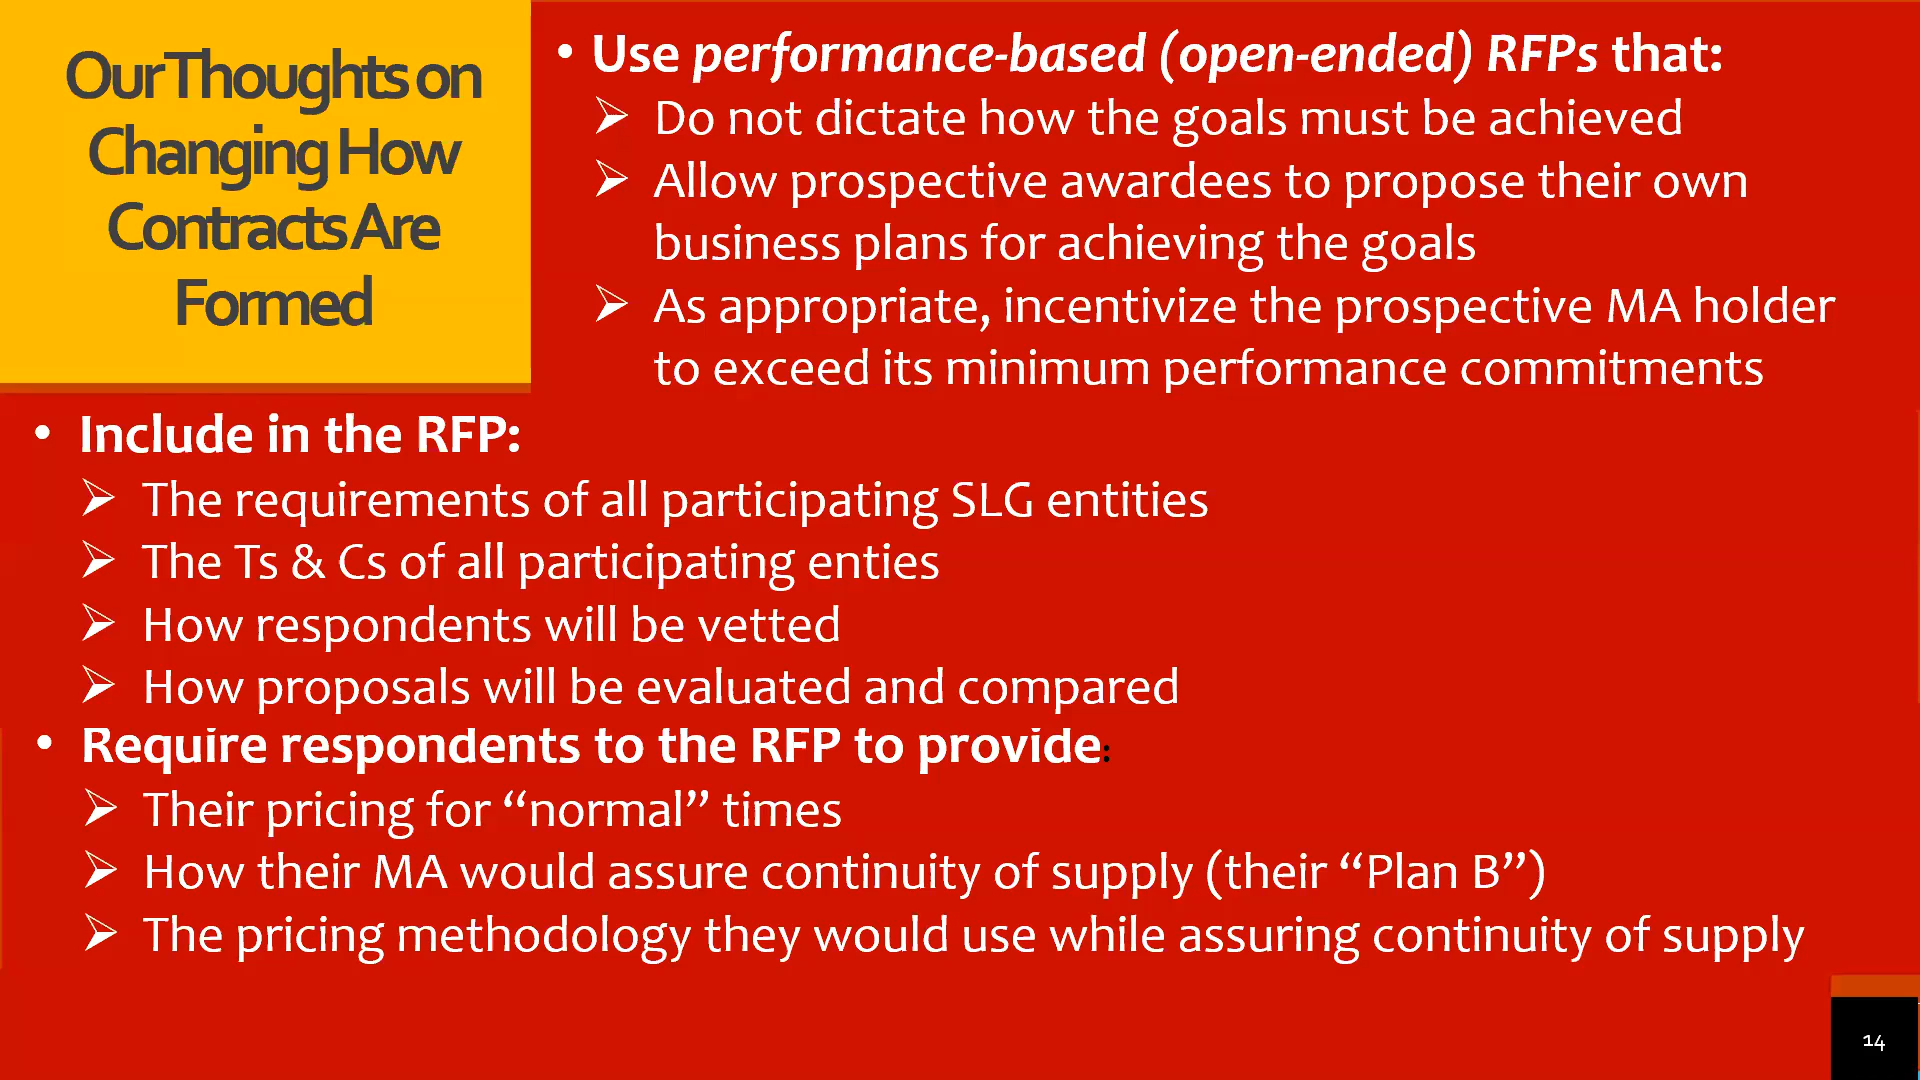 Our Thoughts on
Changing How
Contracts Are
Formed
• Use performance-based (open-ended) RFPs that:
➢ Do not dictate how the goals must be achieved
➢ Allow prospective awardees to propose their own
business plans for achieving the goals
➢ As appropriate, incentivize the prospective MA holder
to exceed its minimum performance commitments
• Include in the RFP:
➢ The requirements of all participating SLG entities
➢ The Ts & Cs of all participating enties
➢ How respondents will be vetted
➢ How proposals will be evaluated and compared
• Require respondents to the RFP to provide:
➢ Their pricing for “normal” times
➢ How their MA would assure continuity of supply (their “Plan B”)
➢ The pricing methodology they would use while assuring continuity of supply
14